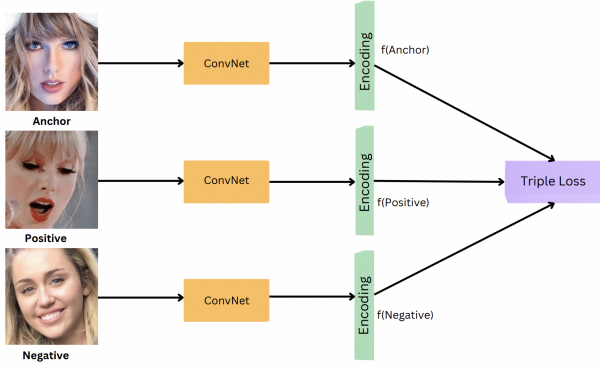 Anchor
ConvNet
Encoding
f(Anchor)
Positive
ConvNet
Encoding
f(Positive)
Triple Loss
Negative
ConvNet
Encoding
f(Negative)